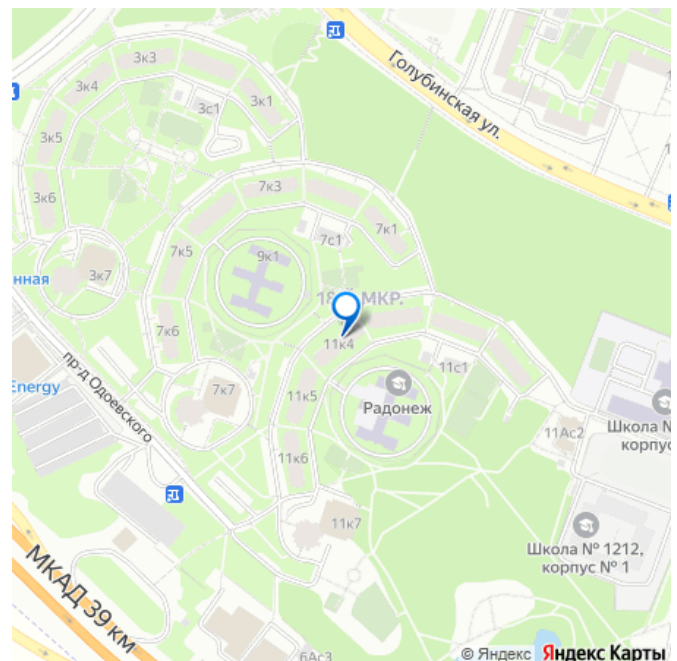 3к3
Голубинская ул.
3к4
3с1
3к1
3к5
7к3
3к6
7к1
7с1
7к5
9к1
3к7
нная
18-й МКР.
7к6
11к4
11с1
Energy
пр-д Одоевского
7к7
11к5
Радонеж
11Ас2
Школа №
корпус
11к6
11к7
Школа № 1212,
корпус № 1
МКАД 39 км
6Ас3
© Яндекс Яндекс Карты